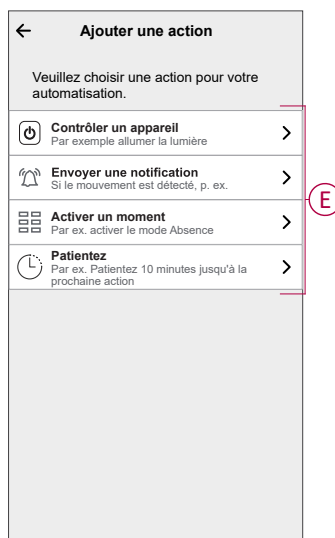 Ajouter une action
Veuillez choisir une action pour votre
automatisation.
Contrôler un appareil
Par exemple allumer la lumière
Envoyer une notification
Si le mouvement est détecté, p. ex.
Activer un moment
Par ex. activer le mode Absence
Patientez
Par ex. Patientez 10 minutes jusqu'à la
prochaine action
E